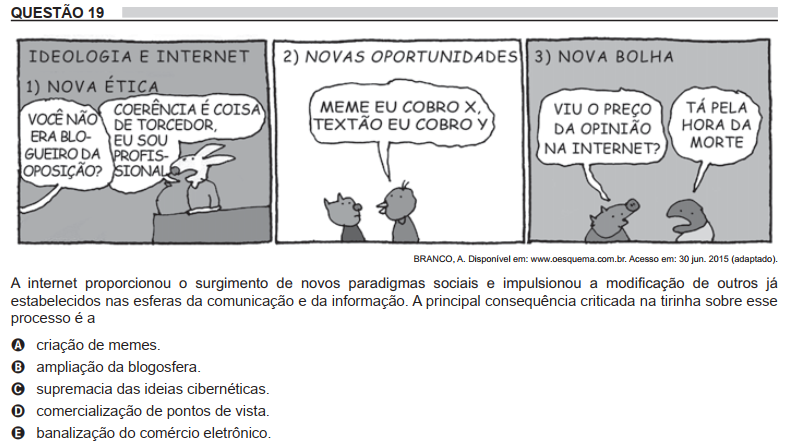 QUESTÃO 19
IDEOLOGIA E INTERNET
1) NOVA ÉTICA
VOCÊ NÃO
ERA BLO-
GUEIRO DA
OPOSIÇÃO?
COERÊNCIA É COISA
DE TORCEDOR,
EU SOU
PROFIS-
SIONAL
2) NOVAS OPORTUNIDADES
MEME EU COBRO X,
TEXTÃO EU COBRO Y
3) NOVA BOLHA
VIU O PREÇO
DA OPINIÃO
NA INTERNET?
TÁ PELA
HORA DA
MORTE
BRANCO, A. Disponível em: www.oesquema.com.br. Acesso em: 30 jun. 2015 (adaptado).
A internet proporcionou o surgimento de novos paradigmas sociais e impulsionou a modificação de outros já
estabelecidos nas esferas da comunicação e da informação. A principal consequência criticada na tirinha sobre esse
processo é a
A criação de memes.
B ampliação da blogosfera.
C supremacia das ideias cibernéticas.
D comercialização de pontos de vista.
E banalização do comércio eletrônico.